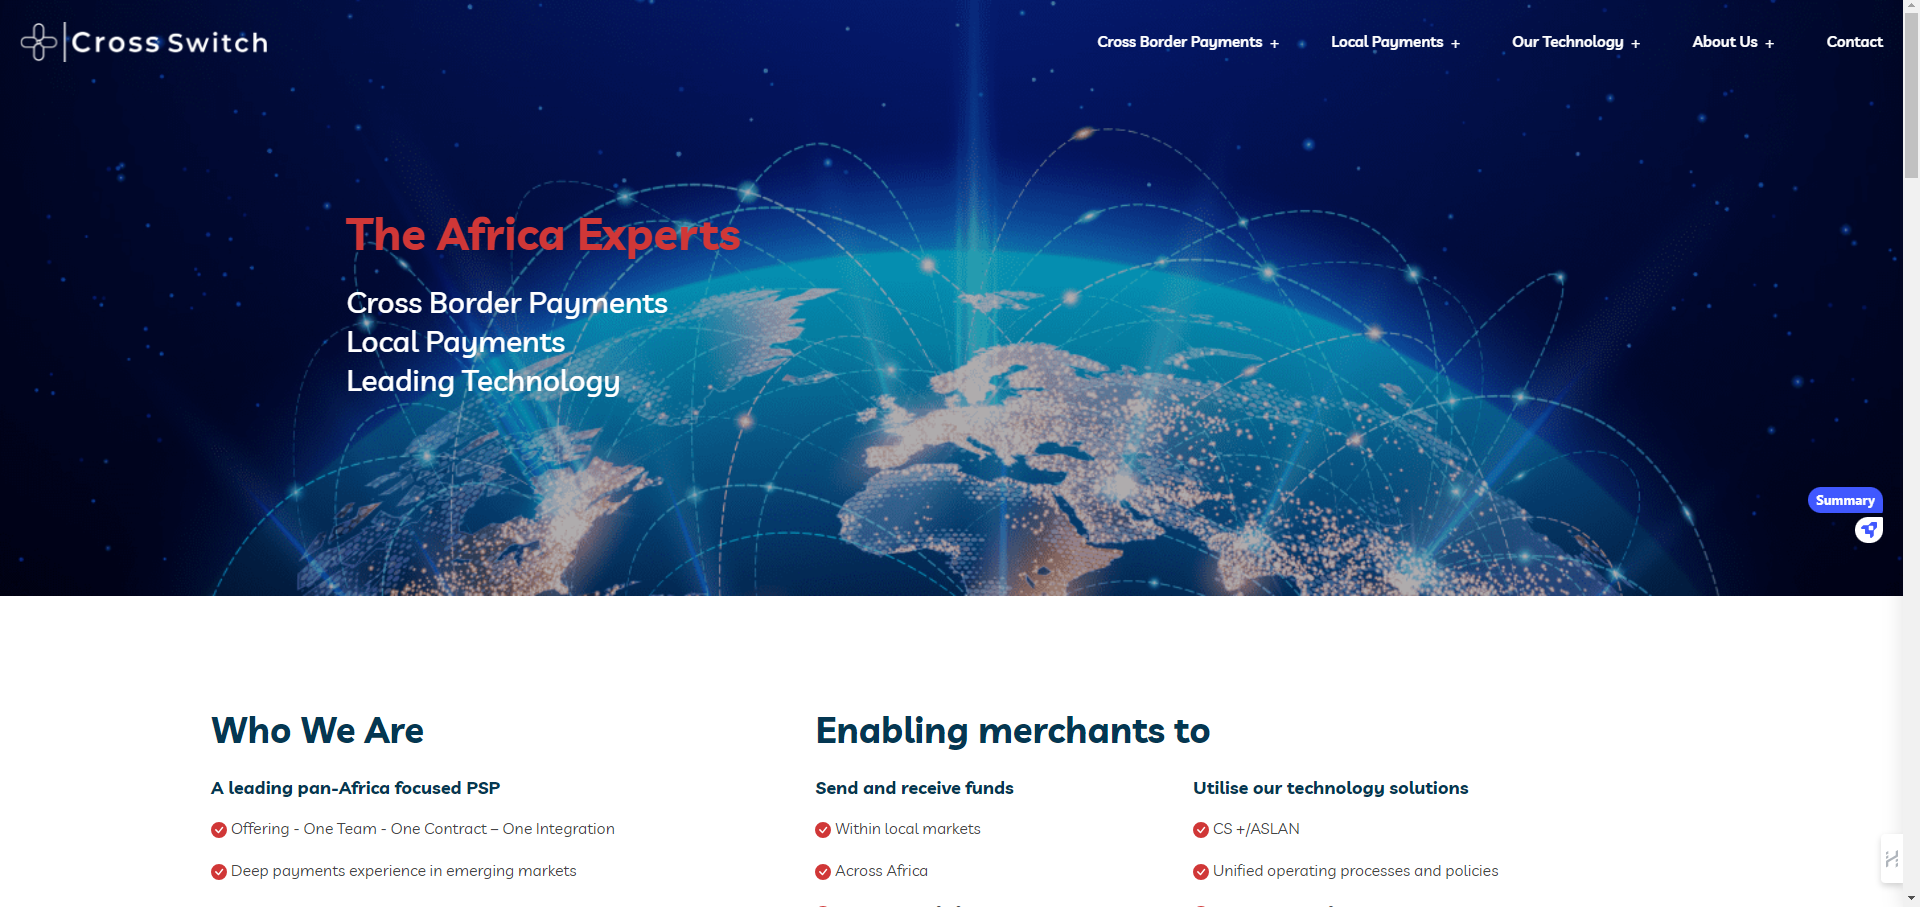 Cross Switch
Cross Border Payments +
Local Payments +
Our Technology +
About Us +
Contact
The Africa Experts
Cross Border Payments
Local Payments
Leading Technology
Summary
Who We Are
A leading pan-Africa focused PSP
Offering - One Team - One Contract – One Integration
Deep payments experience in emerging markets
Enabling merchants to
Send and receive funds
Within local markets
Across Africa
Utilise our technology solutions
CS +/ASLAN
Unified operating processes and policies